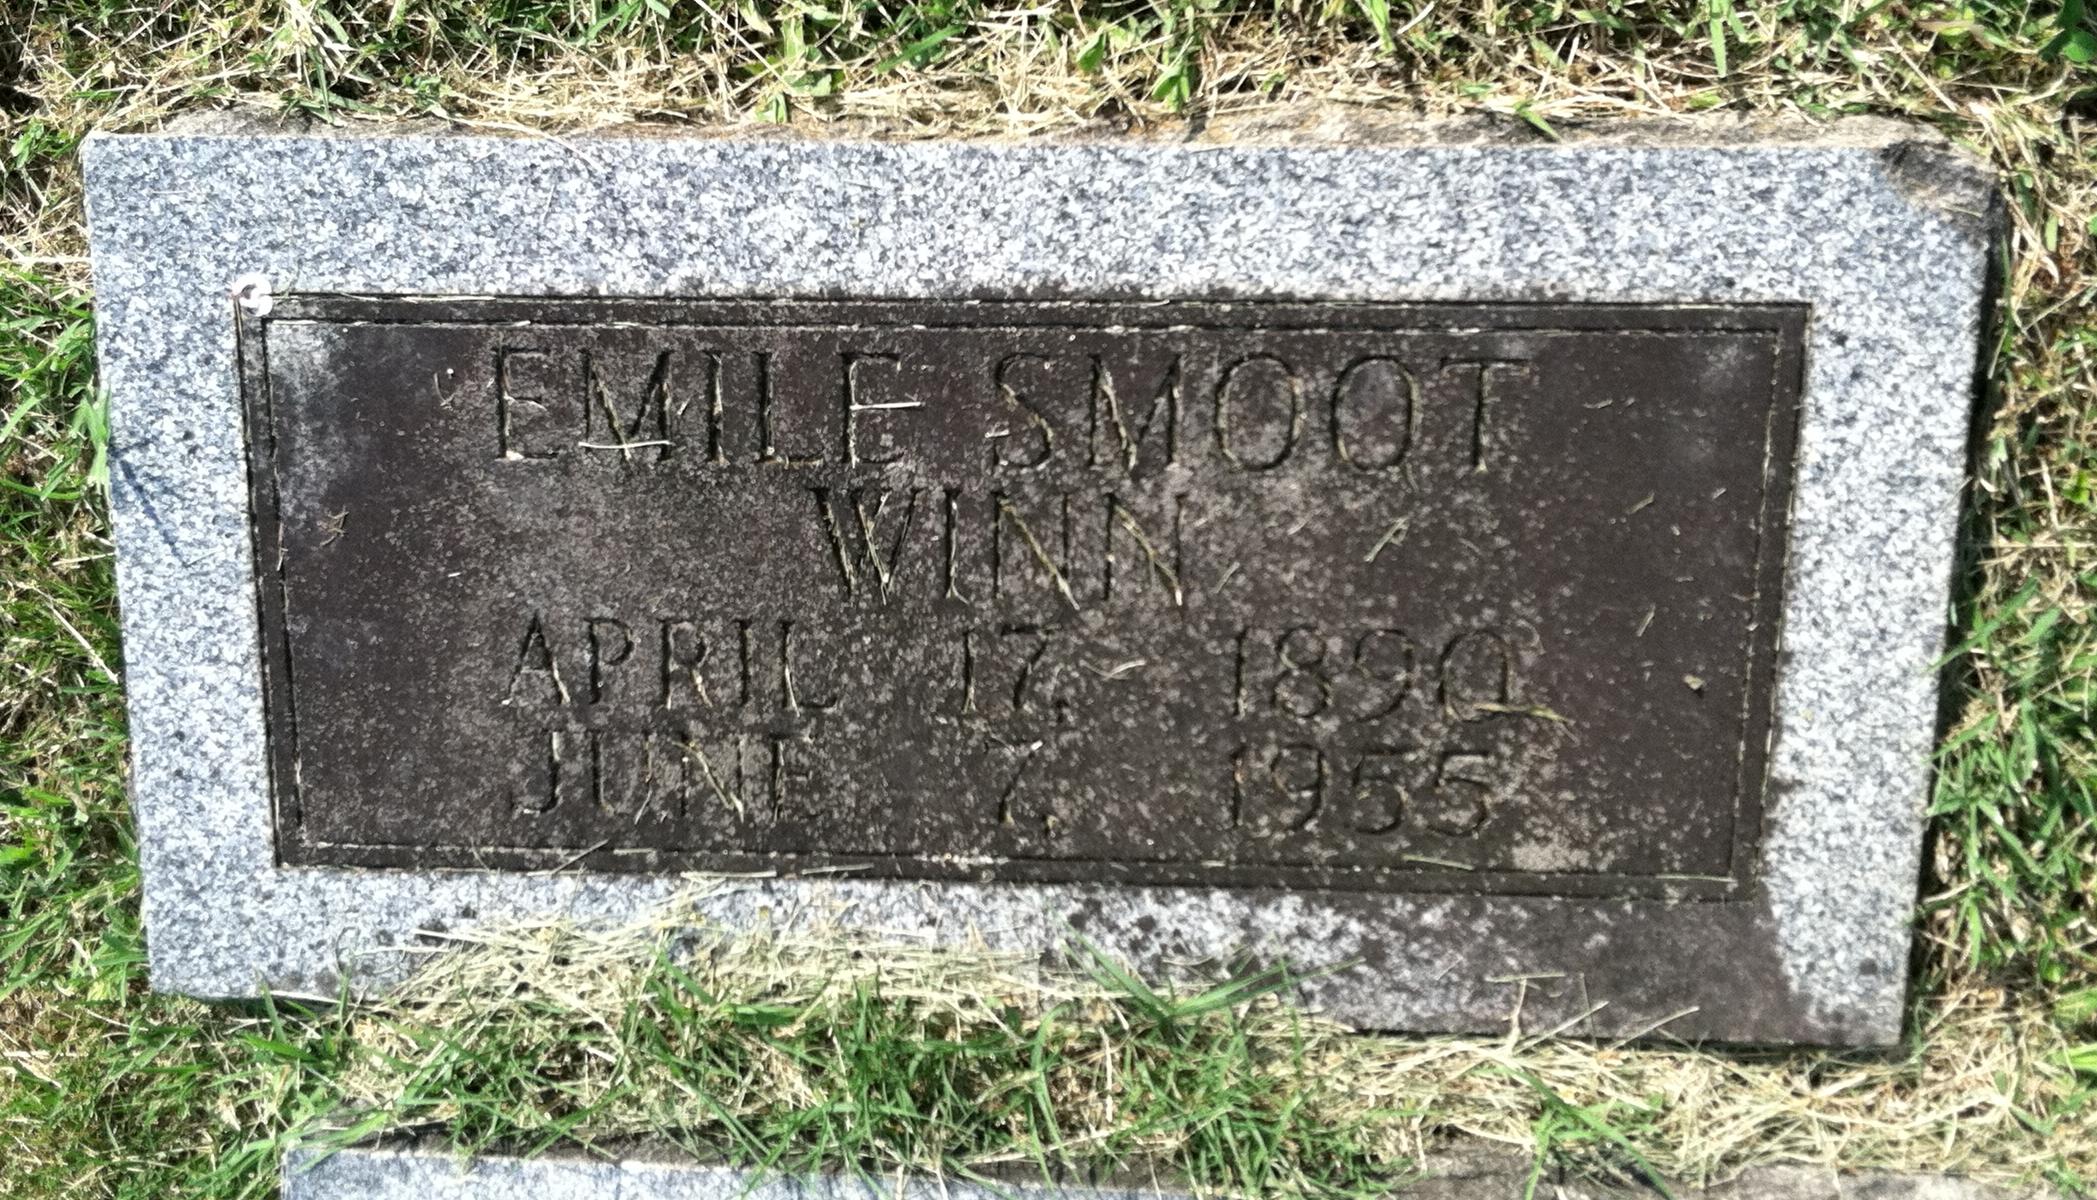 EMILE SMOOT
WINN
APRIL 17, 1890
JUNE 7, 1955